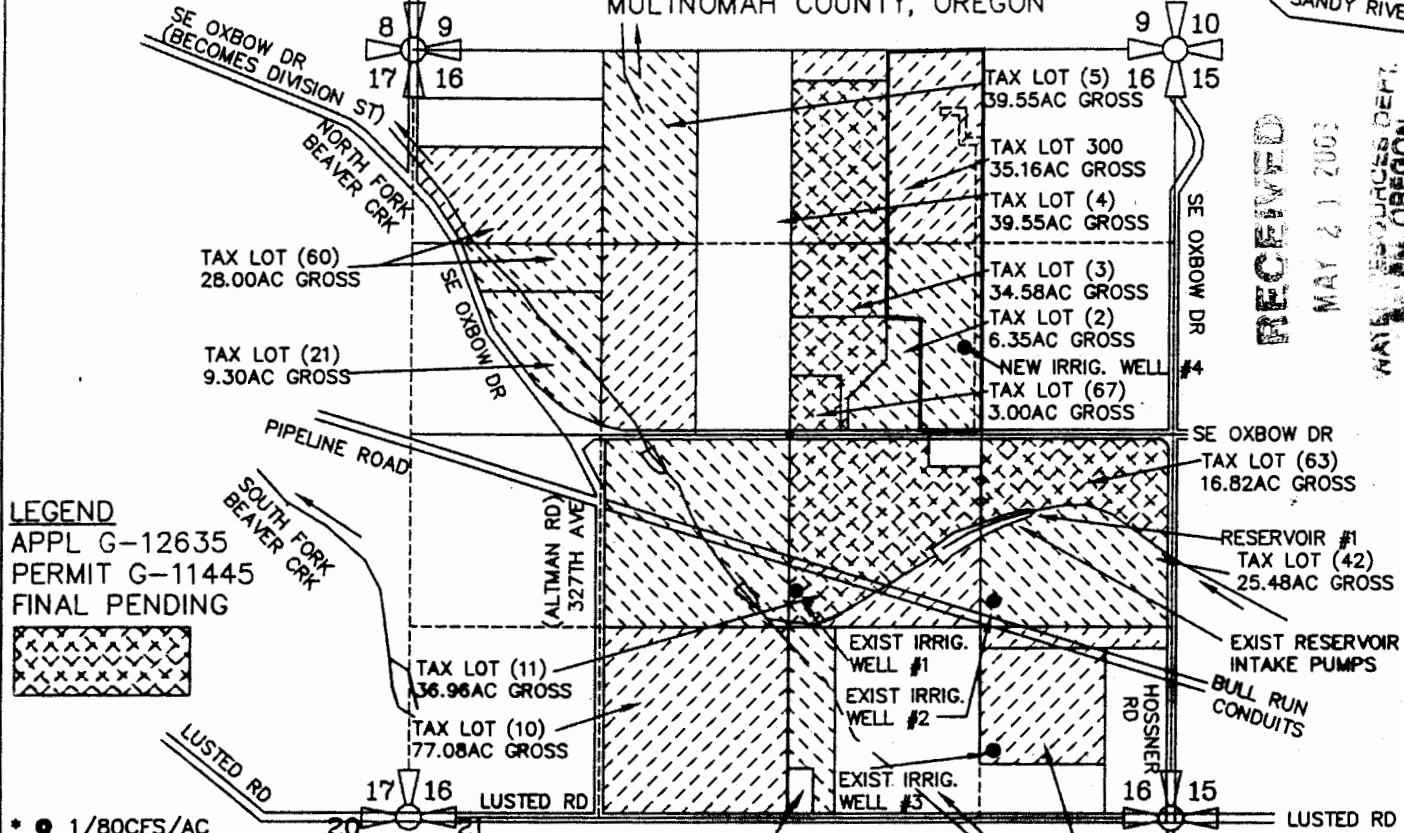 MULTNOMAH COUNTY, OREGON
SANDY RIVE
8 9
17 16
9 10
16 15
SE OXBOW DR
(BECOMES DIVISION ST)
NORTH FORK
BEAVER CRK
TAX LOT (5)
39.55AC GROSS
TAX LOT 300
35.16AC GROSS
TAX LOT (4)
39.55AC GROSS
TAX LOT (3)
34.58AC GROSS
TAX LOT (2)
6.35AC GROSS
NEW IRRIG. WELL #4
TAX LOT (67)
3.00AC GROSS
SE OXBOW DR
RECEIVED
MAY 21
WATER RESOURCES DEPT.
OREGON
TAX LOT (60)
28.00AC GROSS
SE OXBOW DR
TAX LOT (21)
9.30AC GROSS
PIPELINE ROAD
SE OXBOW DR
TAX LOT (63)
16.82AC GROSS
RESERVOIR #1
TAX LOT (42)
25.48AC GROSS
EXIST RESERVOIR
INTAKE PUMPS
BULL RUN
CONDUITS
HOSSNER
RD
LEGEND
APPL G-12635
PERMIT G-11445
FINAL PENDING
SOUTH FORK
BEAVER CRK
(ALTMAN RD)
327TH AVE
TAX LOT (11)
36.96AC GROSS
TAX LOT (10)
77.08AC GROSS
EXIST IRRIG.
WELL #1
EXIST IRRIG.
WELL #2
EXIST IRRIG.
WELL #3
LUSTED RD
17 16
20 21
LUSTED RD
16 15
LUSTED RD
* @ 1/80CFS/AC